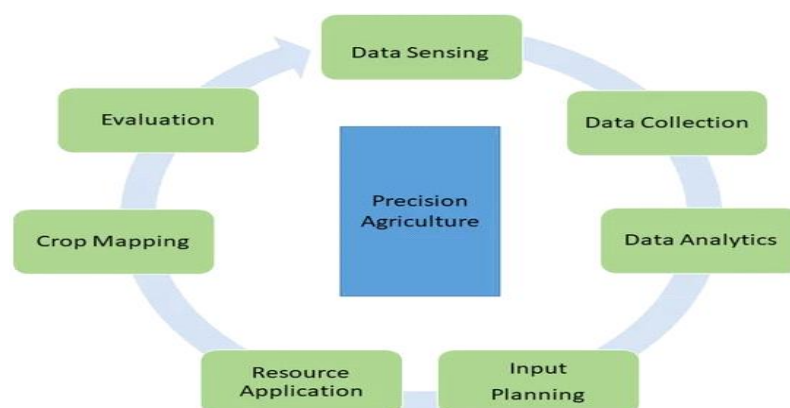 Data Sensing
Data Collection
Data Analytics
Input
Planning
Resource
Application
Crop Mapping
Evaluation
Precision
Agriculture